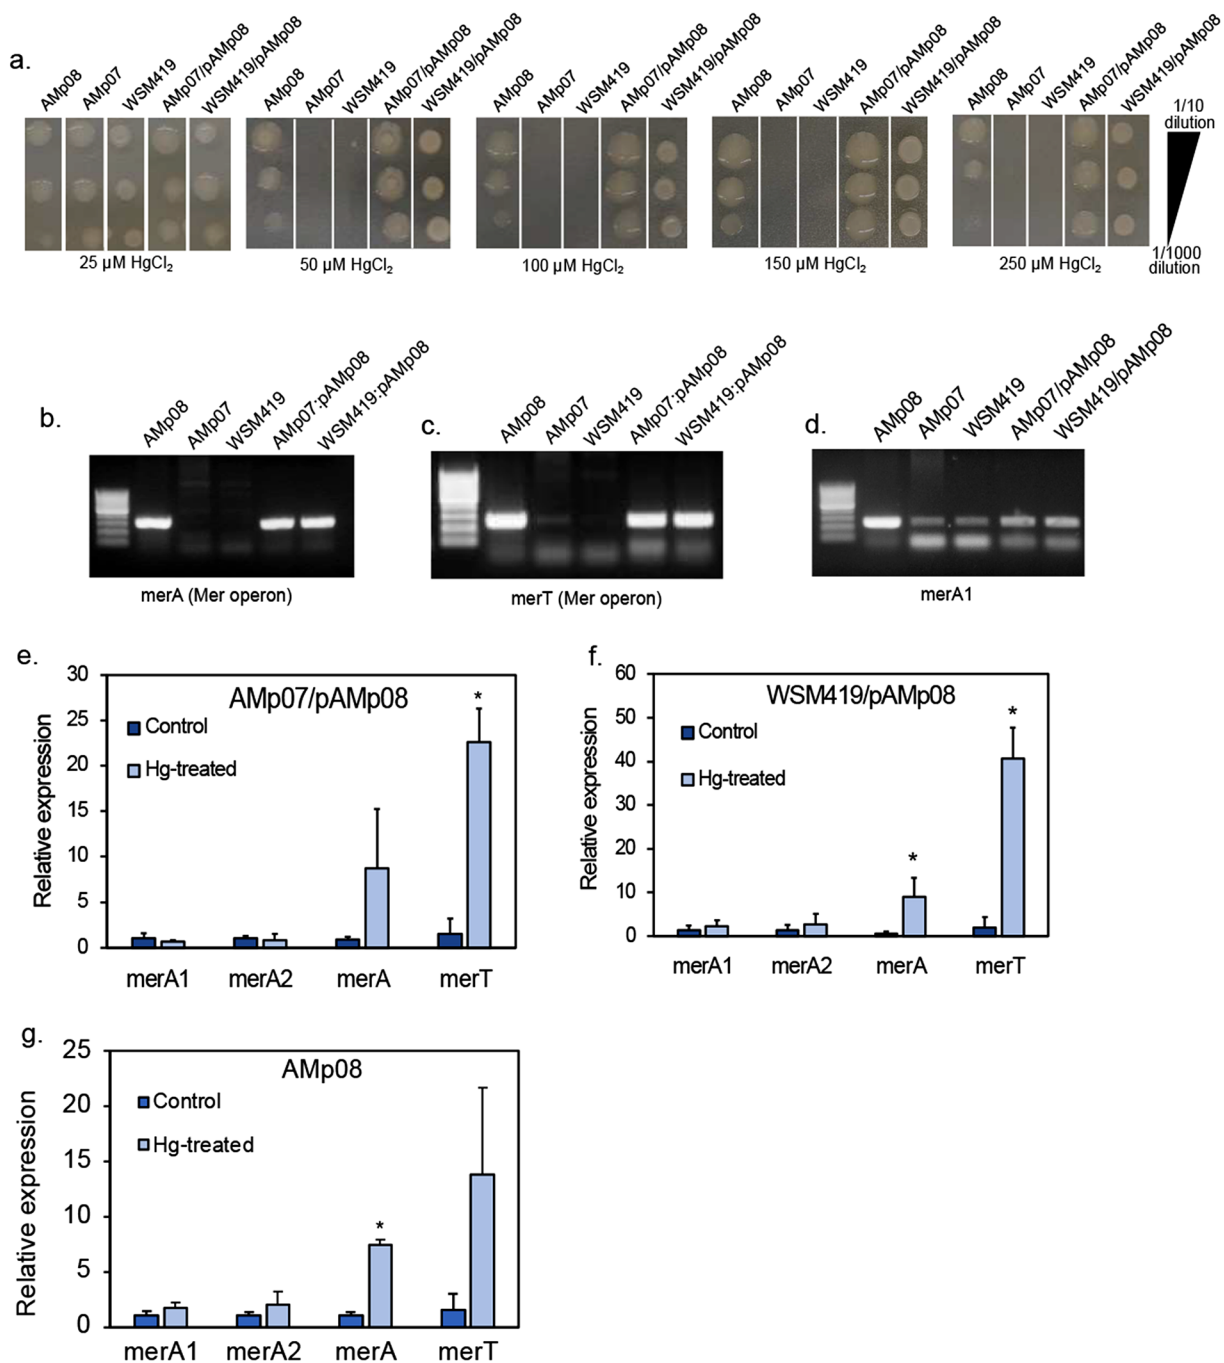 a.
AMp08 AMp07 WSM419 AMp07/pAMp08 WSM419/pAMp08
AMp08 AMp07 WSM419 AMp07/pAMp08 WSM419/pAMp08
AMp08 AMp07 WSM419 AMp07/pAMp08 WSM419/pAMp08
AMp08 AMp07 WSM419 AMp07/pAMp08 WSM419/pAMp08
AMp08 AMp07 WSM419 AMp07/pAMp08 WSM419/pAMp08
1/10
dilution
1/1000
dilution
25 µM HgCl₂
50 µM HgCl₂
100 µM HgCl₂
150 µM HgCl₂
250 µM HgCl₂
b.
AMp08 AMp07 WSM419 AMp07:pAMp08 WSM419:pAMp08
merA (Mer operon)
c.
AMp08 AMp07 WSM419 AMp07:pAMp08 WSM419:pAMp08
merT (Mer operon)
d.
AMp08 AMp07 WSM419 AMp07/pAMp08 WSM419/pAMp08
merA1
e.
AMp07/pAMp08
Control
Hg-treated
Relative expression
30
25
20
15
10
5
0
*
merA1 merA2 merA merT
f.
WSM419/pAMp08
Control
Hg-treated
Relative expression
60
50
40
30
20
10
0
*
*
merA1 merA2 merA merT
g.
AMp08
Control
Hg-treated
Relative expression
25
20
15
10
5
0
*
merA1 merA2 merA merT